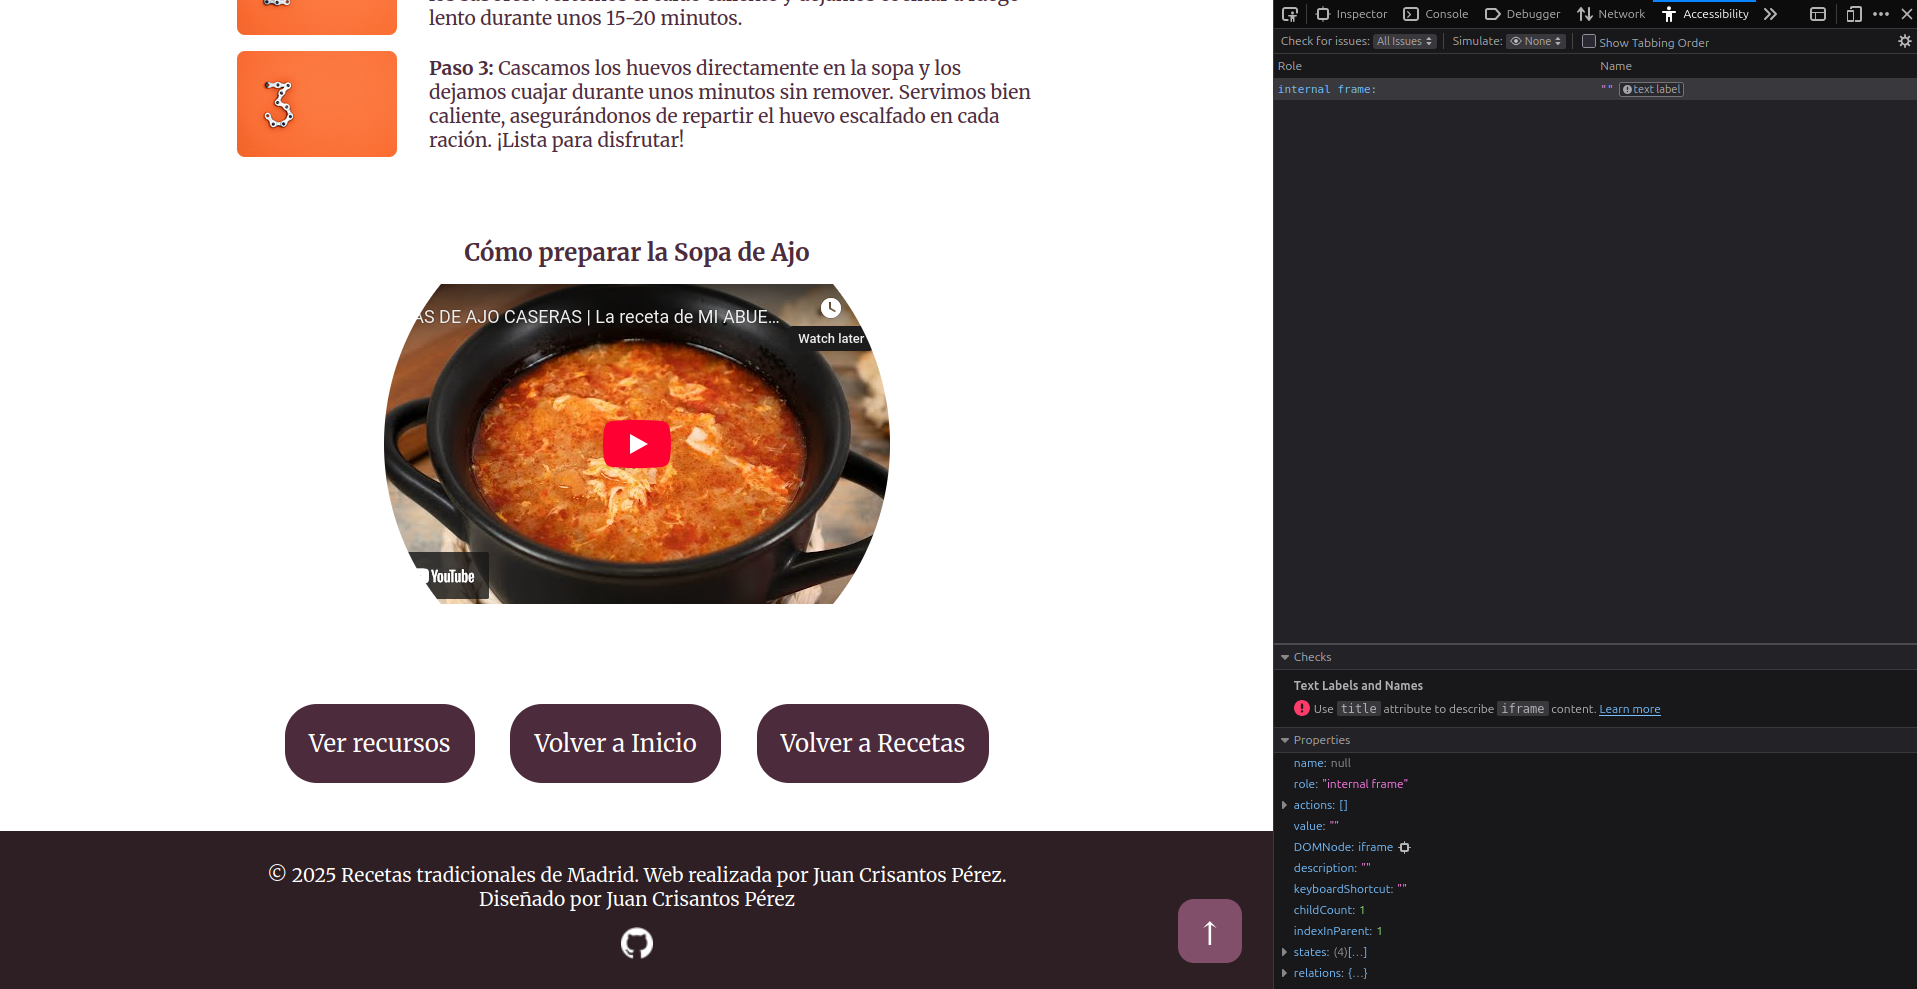 lento durante unos 15-20 minutos.
3
Paso 3: Cascamos los huevos directamente en la sopa y los
dejamos cuajar durante unos minutos sin remover. Servimos bien
caliente, asegurándonos de repartir el huevo escalfado en cada
ración. ¡Lista para disfrutar!
Cómo preparar la Sopa de Ajo
AS DE AJO CASERAS | La receta de MI ABUE...
Watch later
YouTube
Ver recursos
Volver a Inicio
Volver a Recetas
© 2025 Recetas tradicionales de Madrid. Web realizada por Juan Crisantos Pérez.
Diseñado por Juan Crisantos Pérez
↑
Inspector Console Debugger Network Accessibility
Check for issues: All Issues Simulate: None Show Tabbing Order
Role Name
internal frame: "" text label
Checks
Text Labels and Names
Use title attribute to describe iframe content. Learn more
Properties
name: null
role: "internal frame"
actions: []
value: ""
DOMNode: iframe
description: ""
keyboardShortcut: ""
childCount: 1
indexInParent: 1
states: (4)[…]
relations: {…}